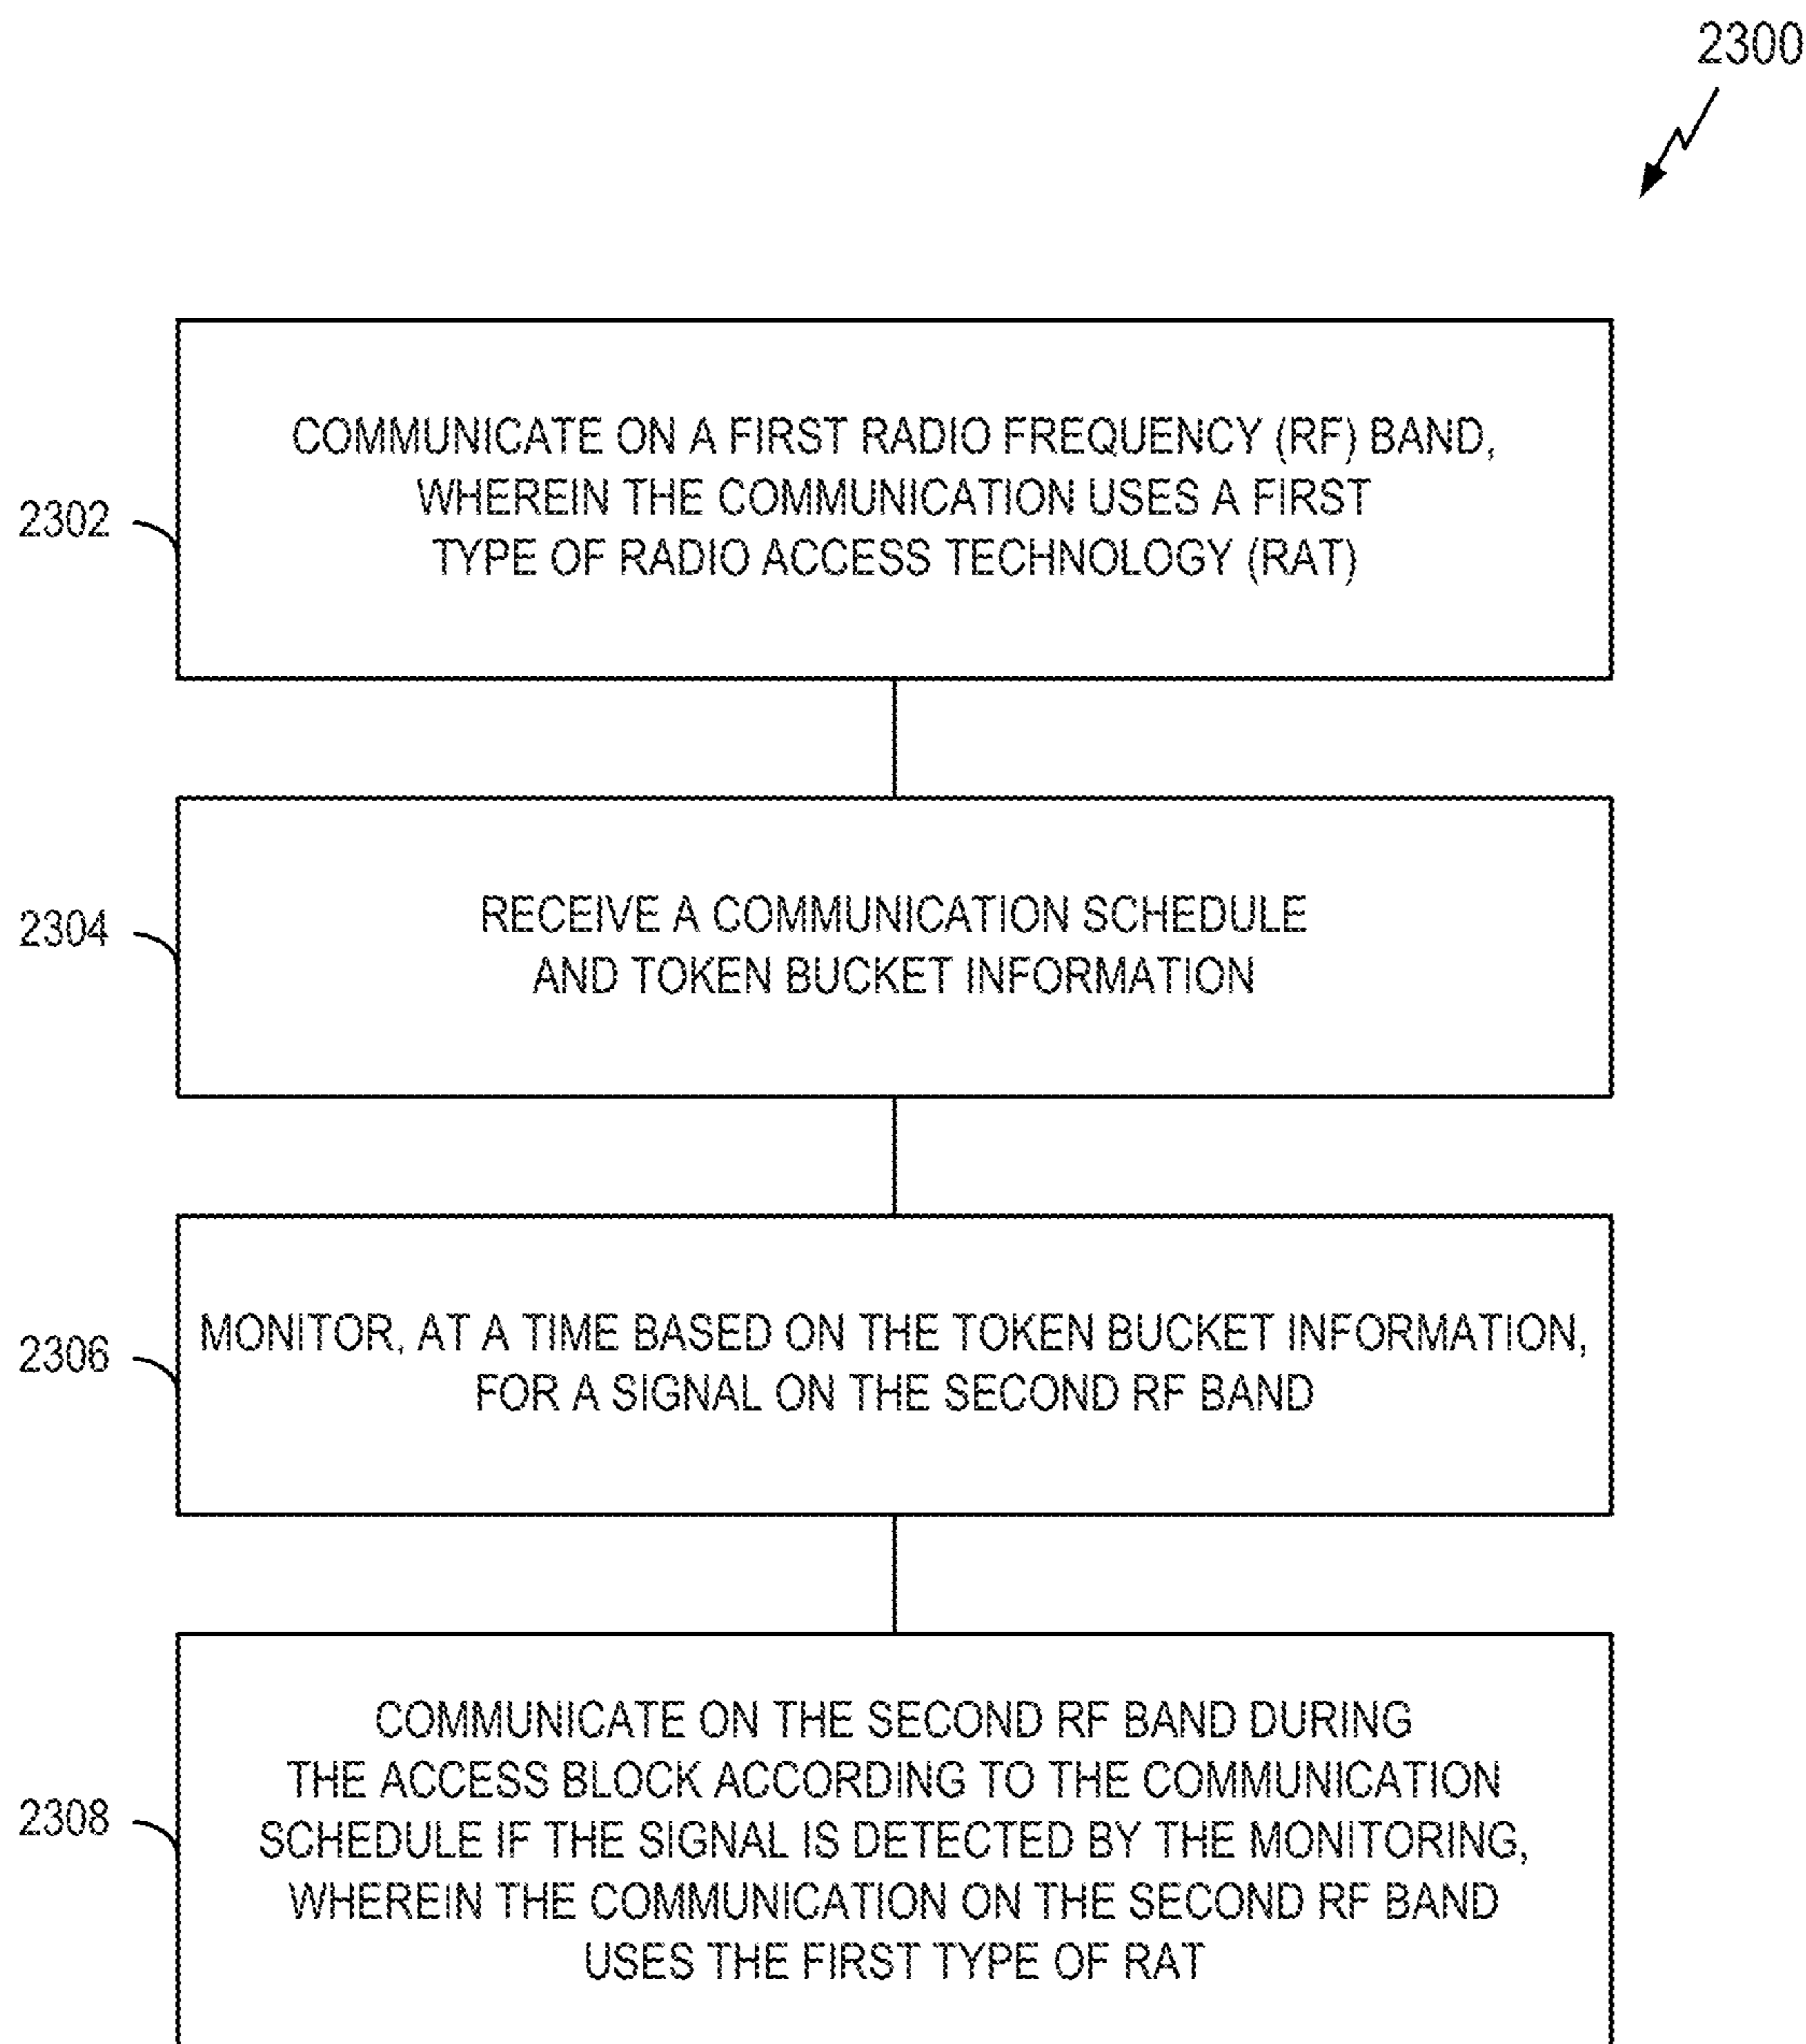 2300
COMMUNICATE ON A FIRST RADIO FREQUENCY (RF) BAND,
WHEREIN THE COMMUNICATION USES A FIRST
TYPE OF RADIO ACCESS TECHNOLOGY (RAT)
2302
RECEIVE A COMMUNICATION SCHEDULE
AND TOKEN BUCKET INFORMATION
2304
MONITOR, AT A TIME BASED ON THE TOKEN BUCKET INFORMATION,
FOR A SIGNAL ON THE SECOND RF BAND
2306
COMMUNICATE ON THE SECOND RF BAND DURING
THE ACCESS BLOCK ACCORDING TO THE COMMUNICATION
SCHEDULE IF THE SIGNAL IS DETECTED BY THE MONITORING,
WHEREIN THE COMMUNICATION ON THE SECOND RF BAND
USES THE FIRST TYPE OF RAT
2308